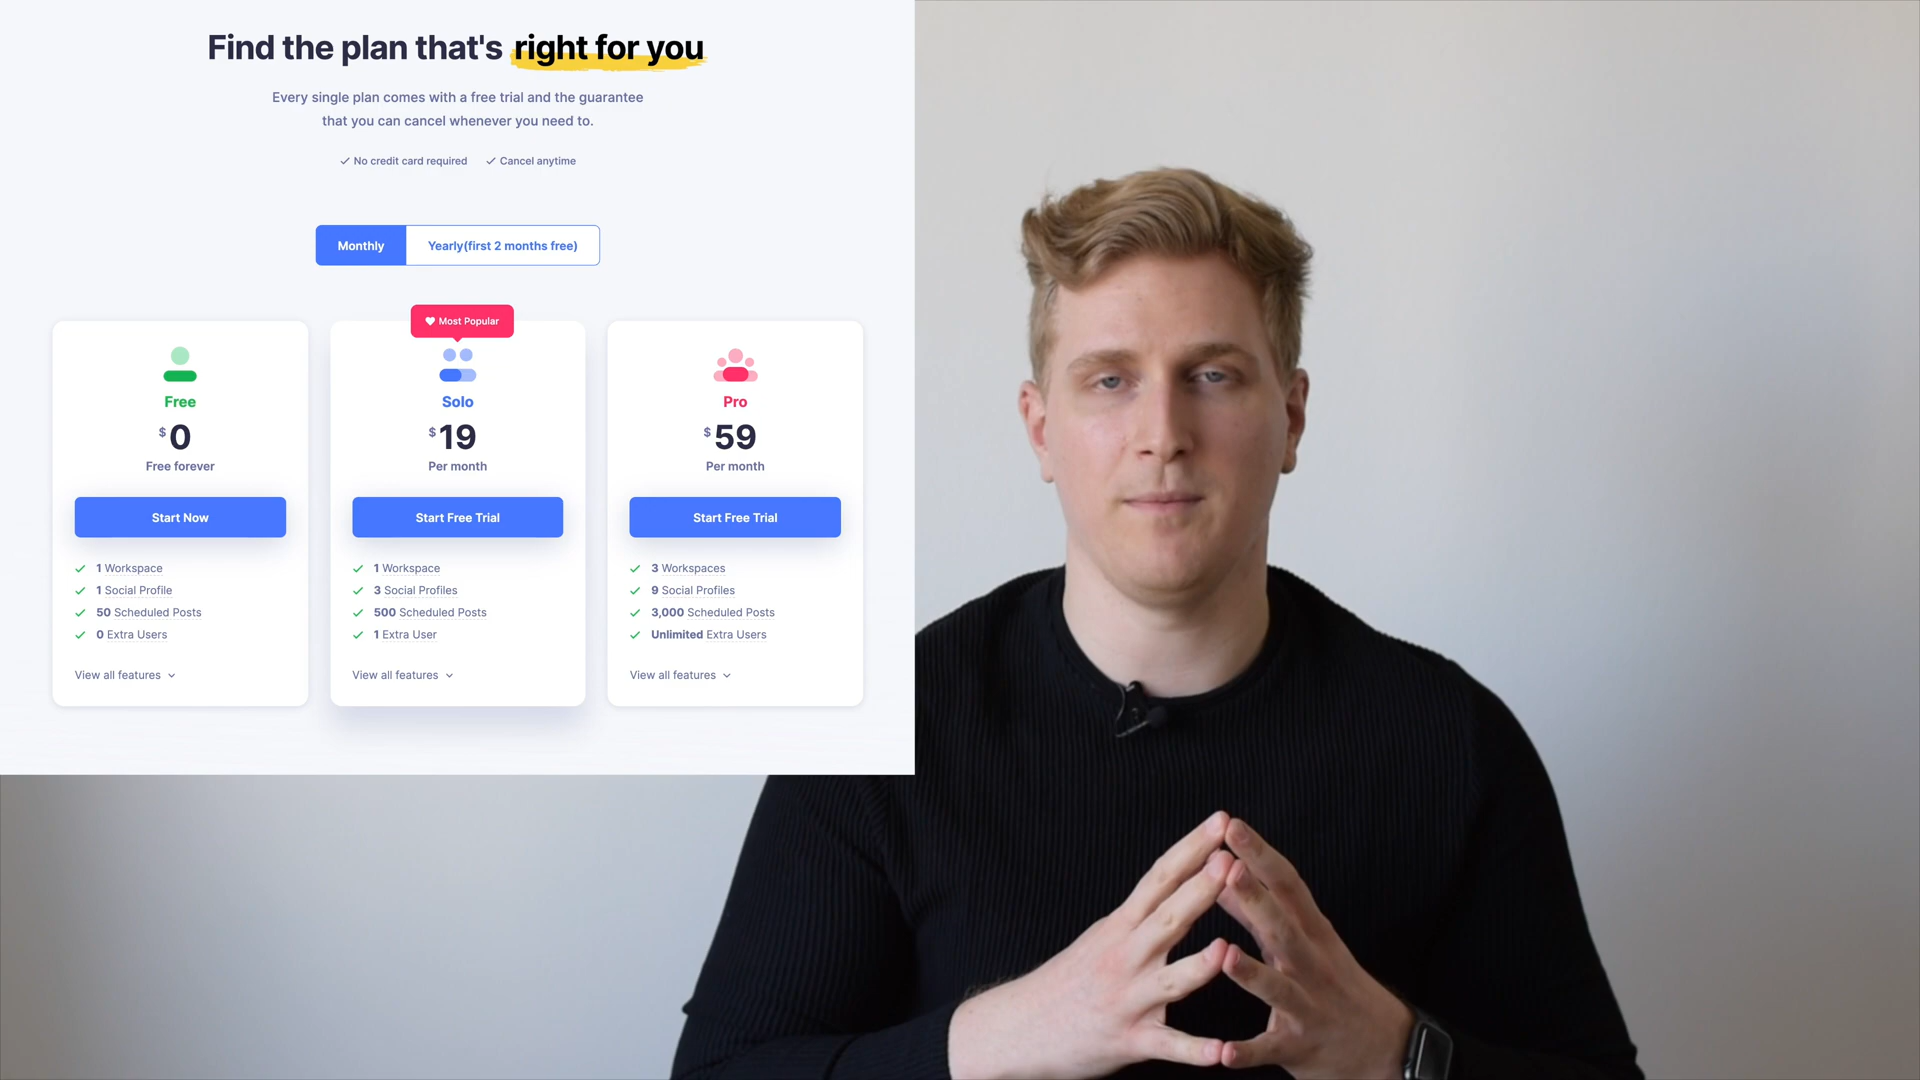 Find the plan that's right for you
Every single plan comes with a free trial and the guarantee
that you can cancel whenever you need to.
No credit card required Cancel anytime
Monthly Yearly(first 2 months free)
Free
$0
Free forever
Start Now
1 Workspace
1 Social Profile
50 Scheduled Posts
0 Extra Users
View all features
Most Popular
Solo
$19
Per month
Start Free Trial
1 Workspace
3 Social Profiles
500 Scheduled Posts
1 Extra User
View all features
Pro
$59
Per month
Start Free Trial
3 Workspaces
9 Social Profiles
3,000 Scheduled Posts
Unlimited Extra Users
View all features